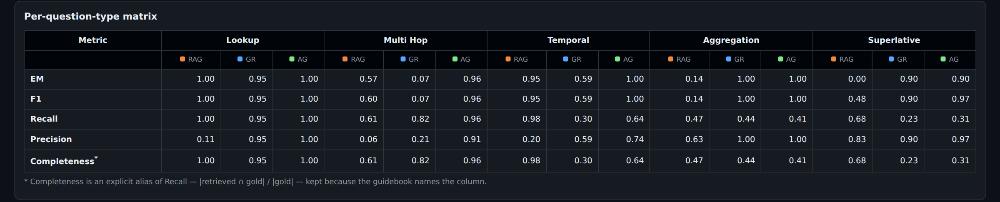 Per-question-type matrix
Metric Lookup Multi Hop Temporal Aggregation Superlative
RAG GR AG RAG GR AG RAG GR AG RAG GR AG RAG GR AG
EM 1.00 0.95 1.00 0.57 0.07 0.96 0.95 0.59 1.00 0.14 1.00 1.00 0.00 0.90 0.90
F1 1.00 0.95 1.00 0.60 0.07 0.96 0.95 0.59 1.00 0.14 1.00 1.00 0.48 0.90 0.97
Recall 1.00 0.95 1.00 0.61 0.82 0.96 0.98 0.30 0.64 0.47 0.44 0.41 0.68 0.23 0.31
Precision 0.11 0.95 1.00 0.06 0.21 0.91 0.20 0.59 0.74 0.63 1.00 1.00 0.83 0.90 0.97
Completeness* 1.00 0.95 1.00 0.61 0.82 0.96 0.98 0.30 0.64 0.47 0.44 0.41 0.68 0.23 0.31
* Completeness is an explicit alias of Recall — |retrieved ∩ gold| / |gold| — kept because the guidebook names the column.